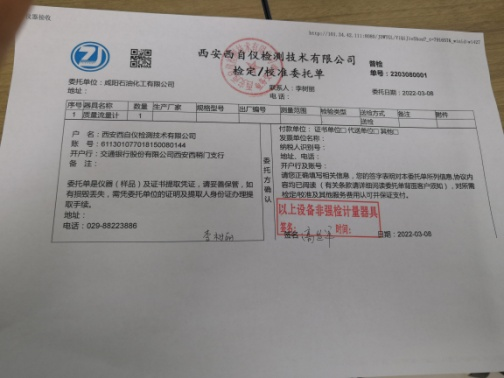 西安西自仪检测技术有限公司
检定/校准委托单
普检
单号：2203080001
委托单位：咸阳石油化工有限公司
联系人：李树丽
委托日期：2022-03-08
地址：
电话：
序号 器具名称 数量 生产厂家 规格型号 出厂编号 测量范围 检验类型 送检方式 备注 附件
1 质量流量计 1 送检
户 名：西安西自仪检测技术有限公司
账 号：611301077018150080144
开户行：交通银行股份有限公司西安西稍门支行
备 注：
委托单是仪器（样品）及证书提取凭证，请妥善保管，如
有损毁丢失，需凭委托单位的证明及提取人身份证办理提
取手续。
电话：029-88223886
李树丽
委托方确认
付款单位： 证书单位□ 代送单位□ 其他□
发票单位名称：
纳税人识别号：
地址电话：
开户行及账号：
请您正确填写相关信息，您的签字表明对本委托单所列信息,协议内
容均已阅读（有关条款请详细阅读委托单背面客户须知），对所需
检定/校准及其他服务费用认可并保证支付。
以上设备非强检计量器具
签名： 时间：
签名
日期：2022-03-08